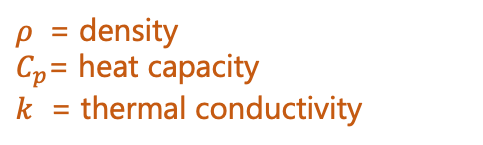 ρ = density
Cₚ = heat capacity
k = thermal conductivity